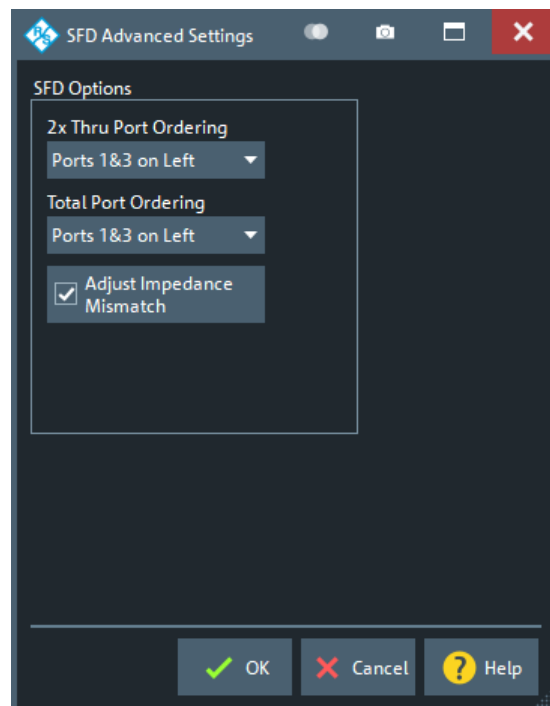 SFD Advanced Settings
SFD Options
2x Thru Port Ordering
Ports 1&3 on Left
Total Port Ordering
Ports 1&3 on Left
Adjust Impedance
Mismatch
OK
Cancel
Help